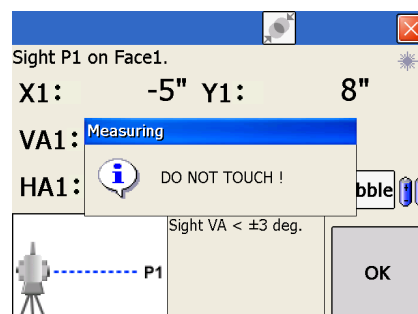 Sight P1 on Face1.
X1: -5" Y1: 8"
VA1:
Measuring
DO NOT TOUCH !
HA1:
Sight VA < ±3 deg.
P1
OK